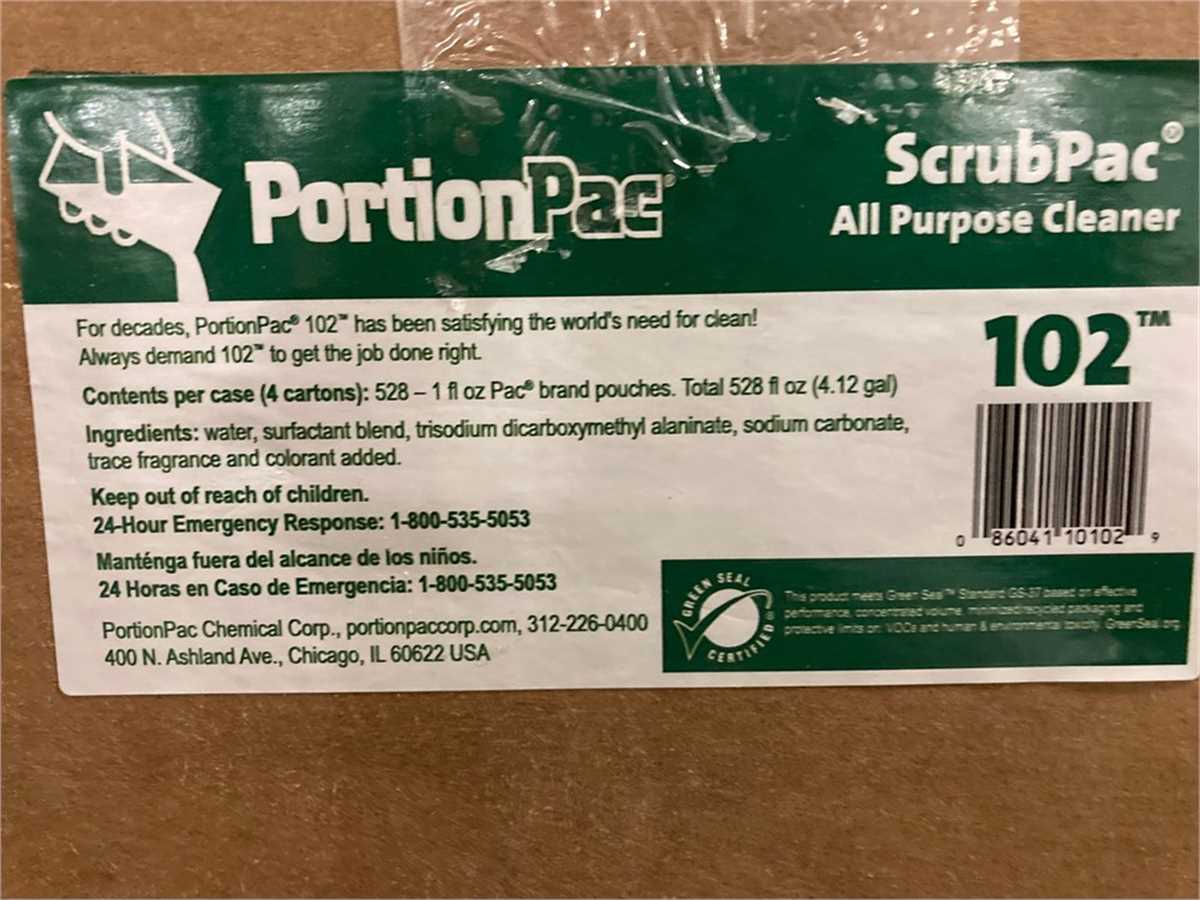 PortionPac®
ScrubPac®
All Purpose Cleaner
For decades, PortionPac® 102™ has been satisfying the world's need for clean!
Always demand 102™ to get the job done right.
102™
Contents per case (4 cartons): 528 – 1 fl oz Pac® brand pouches. Total 528 fl oz (4.12 gal)
Ingredients: water, surfactant blend, trisodium dicarboxymethyl alaninate, sodium carbonate,
trace fragrance and colorant added.
Keep out of reach of children.
24-Hour Emergency Response: 1-800-535-5053
Manténga fuera del alcance de los niños.
24 Horas en Caso de Emergencia: 1-800-535-5053
PortionPac Chemical Corp., portionpaccorp.com, 312-226-0400
400 N. Ashland Ave., Chicago, IL 60622 USA
0 86041 10102 9
GREEN SEAL
CERTIFIED
This product meets Green Seal™ Standard GS-37 based on effective
performance, concentrated volume, minimized/recycled packaging and
protective limits on: VOCs and human & environmental toxicity. GreenSeal.org